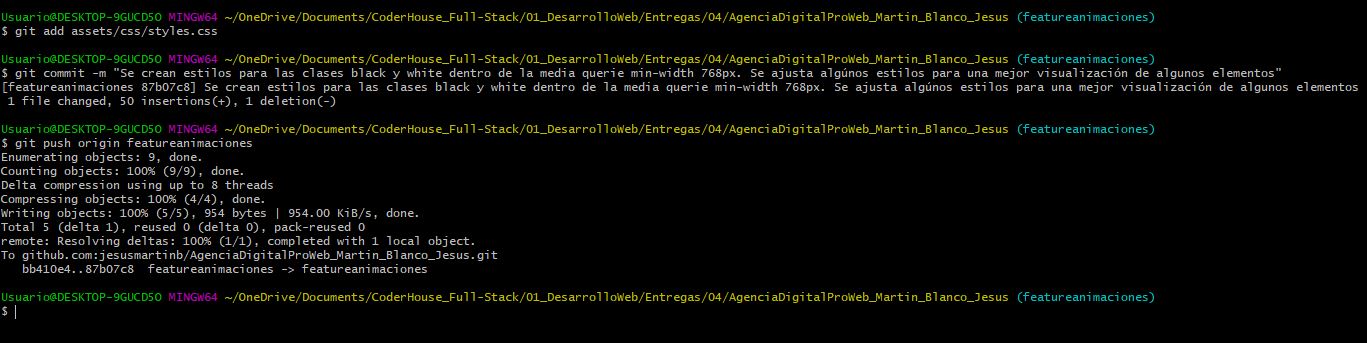 Usuario@DESKTOP-9GUCD5O MINGW64 ~/OneDrive/Documents/CoderHouse_Full-Stack/01_DesarrolloWeb/Entregas/04/AgenciaDigitalProWeb_Martin_Blanco_Jesus (featureanimaciones)
$ git add assets/css/styles.css
Usuario@DESKTOP-9GUCD5O MINGW64 ~/OneDrive/Documents/CoderHouse_Full-Stack/01_DesarrolloWeb/Entregas/04/AgenciaDigitalProWeb_Martin_Blanco_Jesus (featureanimaciones)
$ git commit -m "Se crean estilos para las clases black y white dentro de la media querie min-width 768px. Se ajusta algúnos estilos para una mejor visualización de algunos elementos"
[featureanimaciones 87b07c8] Se crean estilos para las clases black y white dentro de la media querie min-width 768px. Se ajusta algúnos estilos para una mejor visualización de algunos elementos
1 file changed, 50 insertions(+), 1 deletion(-)
Usuario@DESKTOP-9GUCD5O MINGW64 ~/OneDrive/Documents/CoderHouse_Full-Stack/01_DesarrolloWeb/Entregas/04/AgenciaDigitalProWeb_Martin_Blanco_Jesus (featureanimaciones)
$ git push origin featureanimaciones
Enumerating objects: 9, done.
Counting objects: 100% (9/9), done.
Delta compression using up to 8 threads
Compressing objects: 100% (4/4), done.
Writing objects: 100% (5/5), 954 bytes | 954.00 KiB/s, done.
Total 5 (delta 1), reused 0 (delta 0), pack-reused 0
remote: Resolving deltas: 100% (1/1), completed with 1 local object.
To github.com:jesusmartinb/AgenciaDigitalProWeb_Martin_Blanco_Jesus.git
bb410e4..87b07c8  featureanimaciones -> featureanimaciones
Usuario@DESKTOP-9GUCD5O MINGW64 ~/OneDrive/Documents/CoderHouse_Full-Stack/01_DesarrolloWeb/Entregas/04/AgenciaDigitalProWeb_Martin_Blanco_Jesus (featureanimaciones)
$